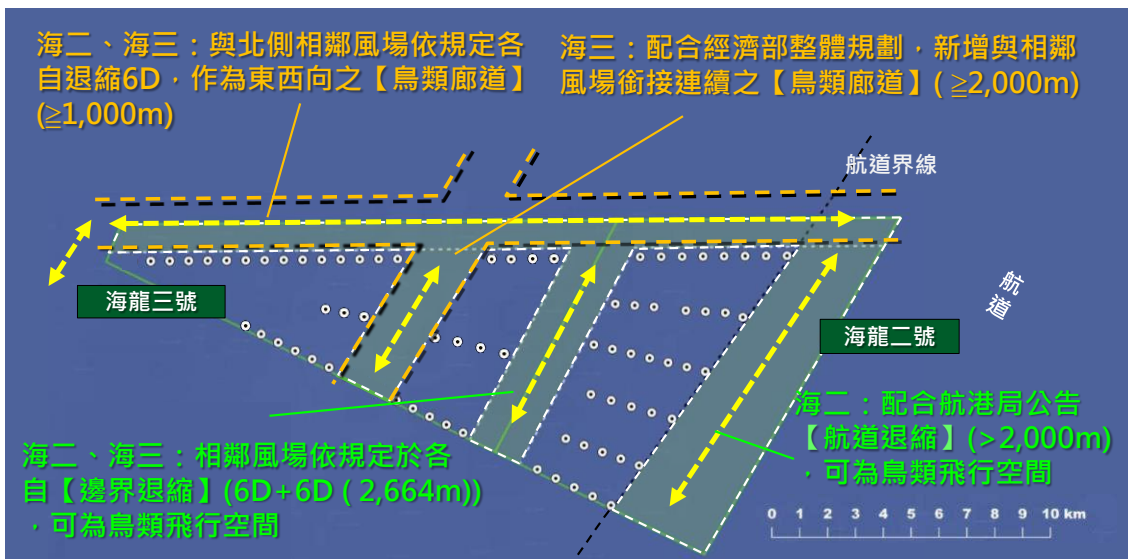 海二、海三：與北側相鄰風場依規定各
自退縮6D，作為東西向之【鳥類廊道】
(≧1,000m)
海三：配合經濟部整體規劃，新增與相鄰
風場銜接連續之【鳥類廊道】( ≧2,000m)
航道界線
航道
海龍三號
海龍二號
海二：配合航港局公告
【航道退縮】(>2,000m)
，可為鳥類飛行空間
海二、海三：相鄰風場依規定於各
自【邊界退縮】(6D+6D ( 2,664m))
，可為鳥類飛行空間
0 1 2 3 4 5 6 7 8 9 10 km